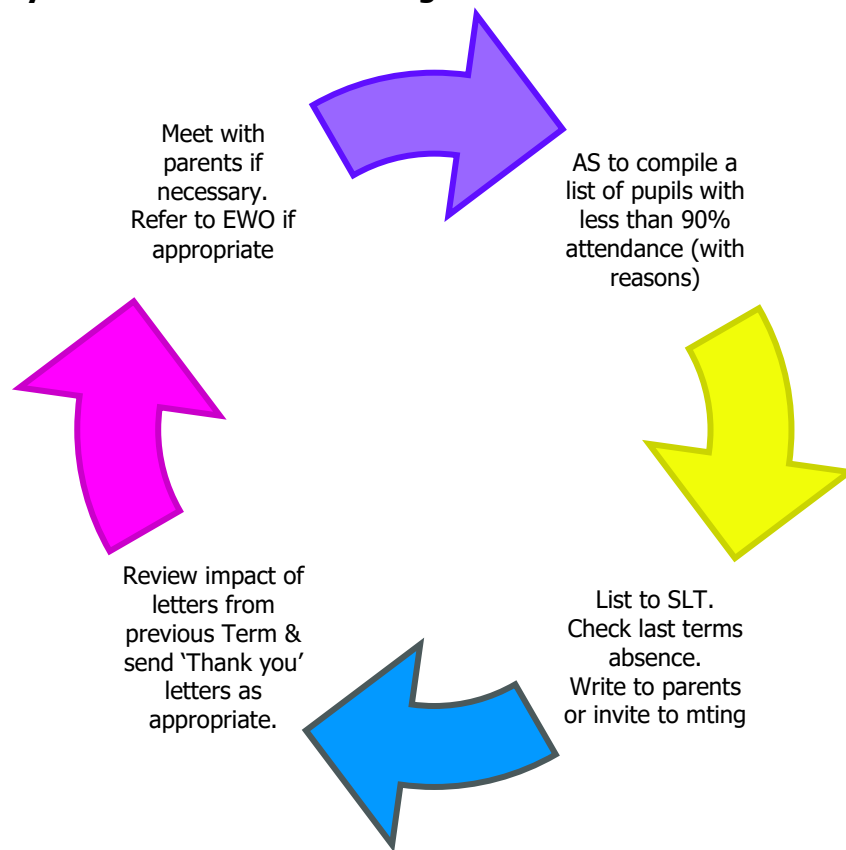 Meet with
parents if
necessary.
Refer to EWO if
appropriate
AS to compile a
list of pupils with
less than 90%
attendance (with
reasons)
List to SLT.
Check last terms
absence.
Write to parents
or invite to mting
Review impact of
letters from
previous Term &
send ‘Thank you’
letters as
appropriate.